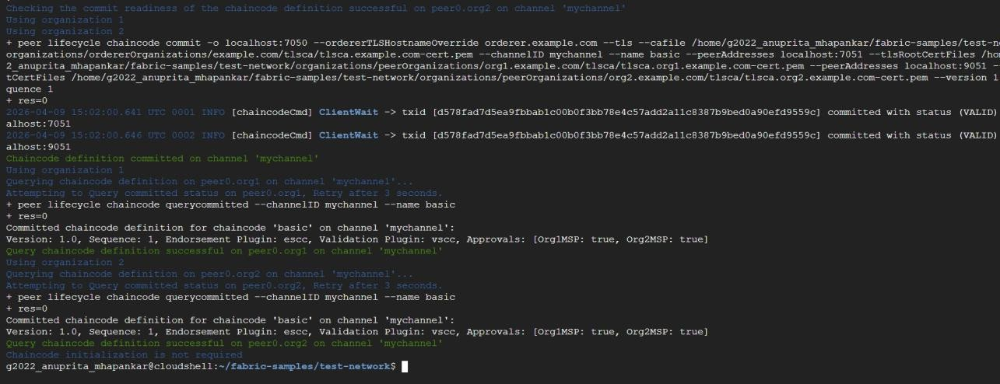 Checking the commit readiness of the chaincode definition successful on peer0.org2 on channel 'mychannel'
Using organization 1
Using organization 2
+ peer lifecycle chaincode commit -o localhost:7050 --ordererTLSHostnameOverride orderer.example.com --tls --cafile /home/g2022_anuprita_mhapankar/fabric-samples/test-n
organizations/ordererOrganizations/example.com/tlsca/tlsca.example.com-cert.pem --channelID mychannel --name basic --peerAddresses localhost:7051 --tlsRootCertFiles /ho
2_anuprita_mhapankar/fabric-samples/test-network/organizations/peerOrganizations/org1.example.com/tlsca/tlsca.org1.example.com-cert.pem --peerAddresses localhost:9051 --
tCertFiles /home/g2022_anuprita_mhapankar/fabric-samples/test-network/organizations/peerOrganizations/org2.example.com/tlsca/tlsca.org2.example.com-cert.pem --version 1
quence 1
+ res=0
2026-04-09 15:02:00.641 UTC 0001 INFO [chaincodeCmd] ClientWait -> txid [d578fad7d5ea9fbbab1c00b0f3bb78e4c57add2a11c8387b9bed0a90efd9559c] committed with status (VALID)
alhost:7051
2026-04-09 15:02:00.646 UTC 0002 INFO [chaincodeCmd] ClientWait -> txid [d578fad7d5ea9fbbab1c00b0f3bb78e4c57add2a11c8387b9bed0a90efd9559c] committed with status (VALID)
alhost:9051
Chaincode definition committed on channel 'mychannel'
Using organization 1
Querying chaincode definition on peer0.org1 on channel 'mychannel'...
Attempting to Query committed status on peer0.org1, Retry after 3 seconds.
+ peer lifecycle chaincode querycommitted --channelID mychannel --name basic
+ res=0
Committed chaincode definition for chaincode 'basic' on channel 'mychannel':
Version: 1.0, Sequence: 1, Endorsement Plugin: escc, Validation Plugin: vscc, Approvals: [Org1MSP: true, Org2MSP: true]
Query chaincode definition successful on peer0.org1 on channel 'mychannel'
Using organization 2
Querying chaincode definition on peer0.org2 on channel 'mychannel'...
Attempting to Query committed status on peer0.org2, Retry after 3 seconds.
+ peer lifecycle chaincode querycommitted --channelID mychannel --name basic
+ res=0
Committed chaincode definition for chaincode 'basic' on channel 'mychannel':
Version: 1.0, Sequence: 1, Endorsement Plugin: escc, Validation Plugin: vscc, Approvals: [Org1MSP: true, Org2MSP: true]
Query chaincode definition successful on peer0.org2 on channel 'mychannel'
Chaincode initialization is not required
g2022_anuprita_mhapankar@cloudshell:~/fabric-samples/test-network$